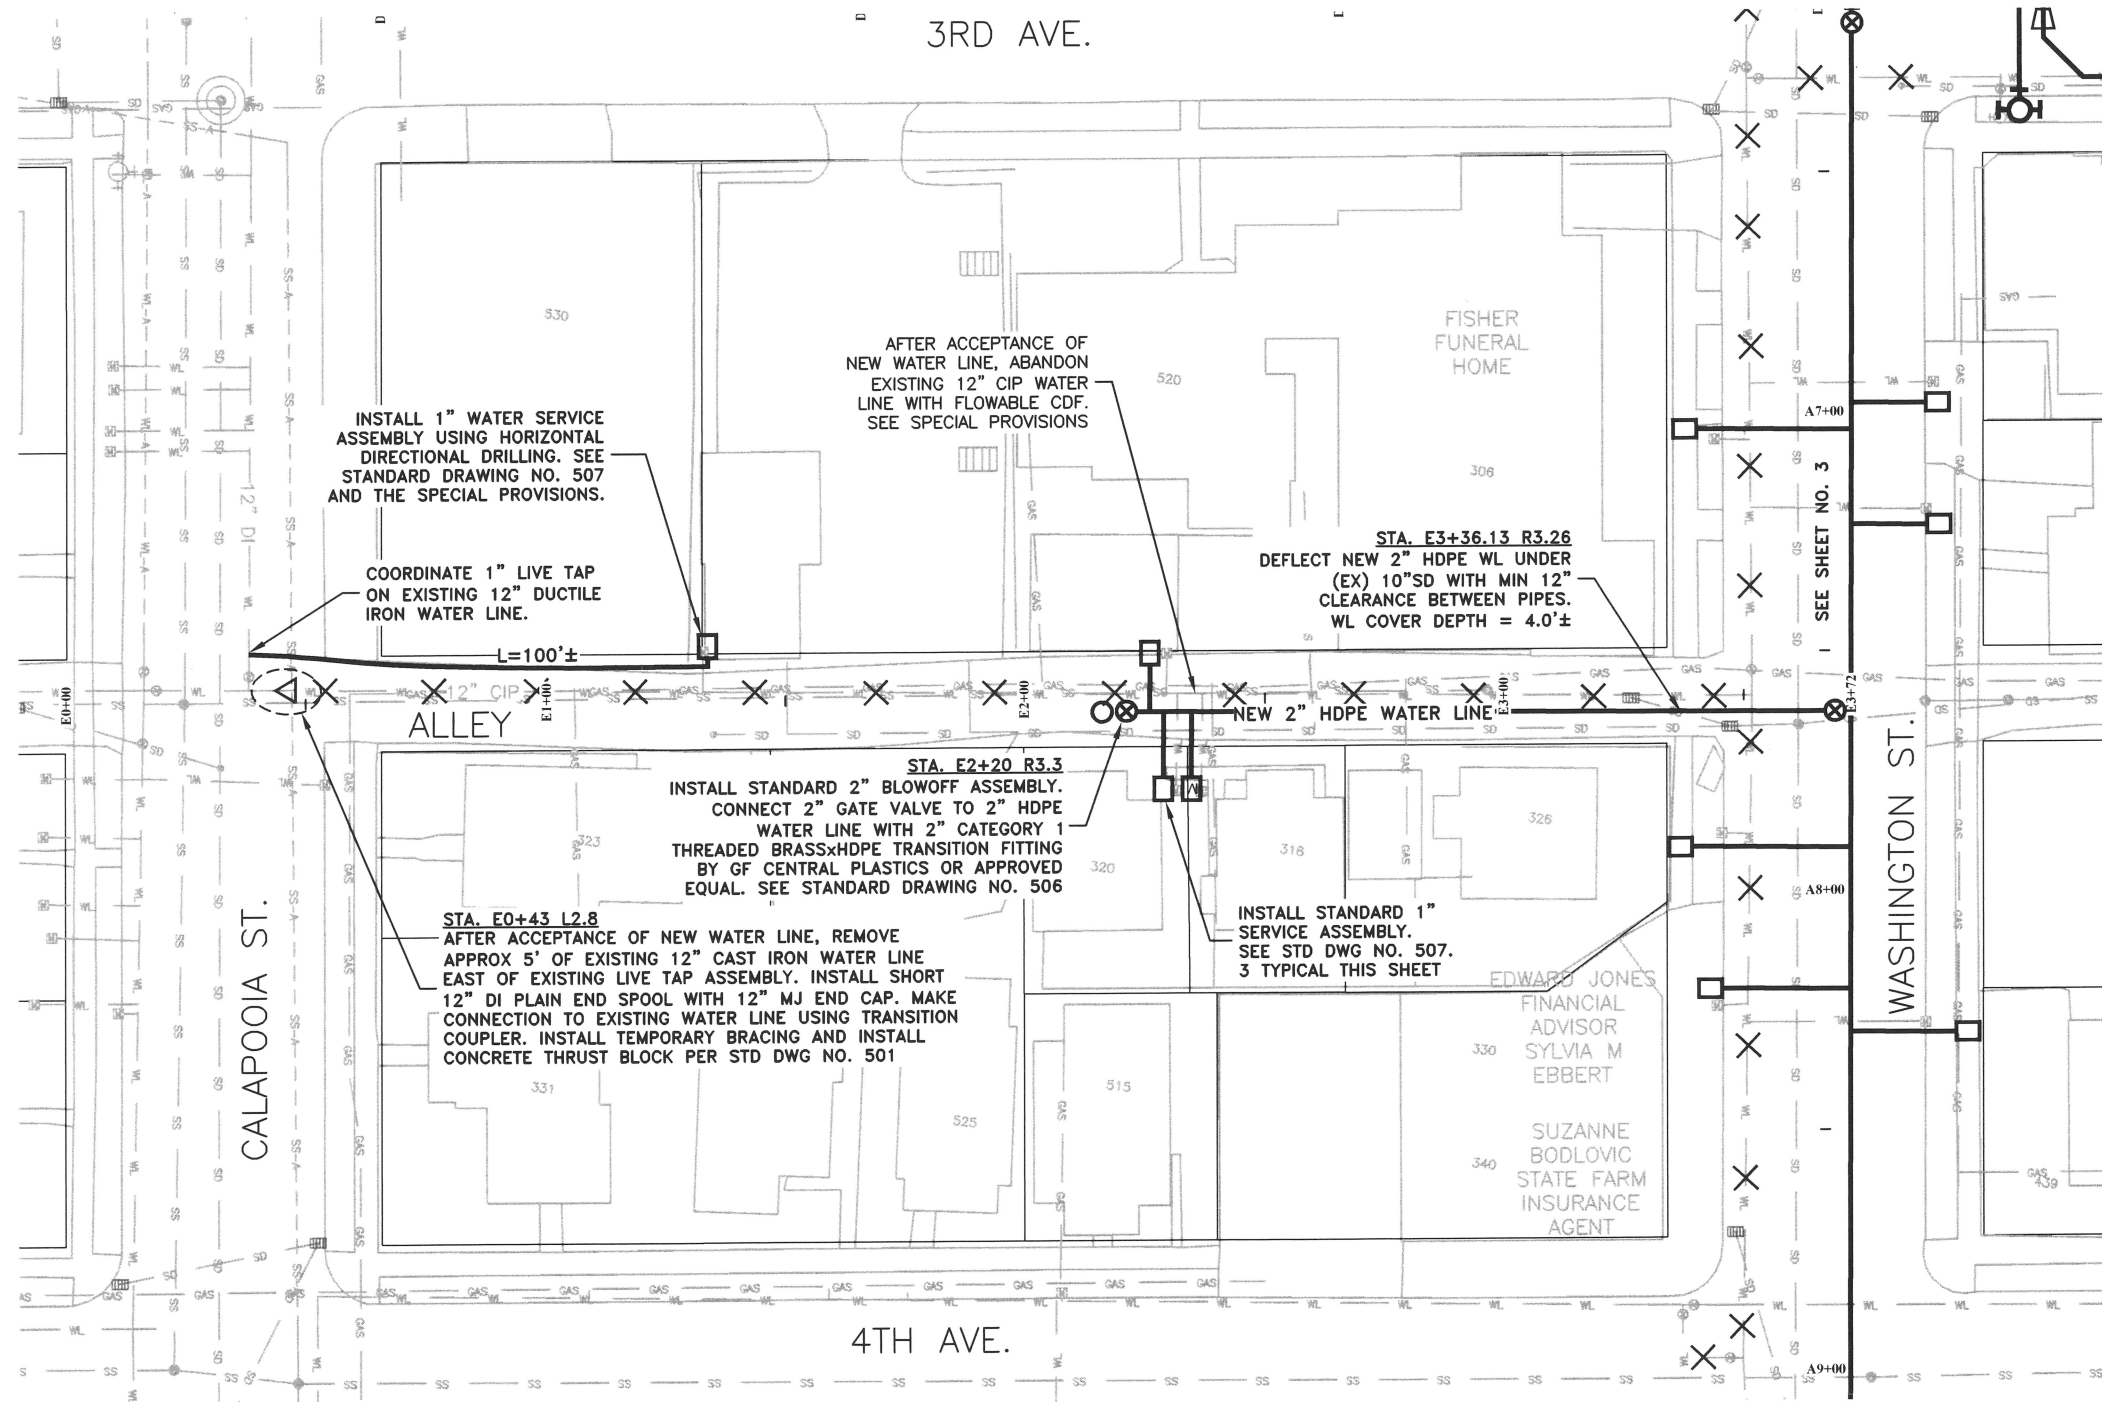 3RD AVE.
530
520
FISHER
FUNERAL
HOME
306
AFTER ACCEPTANCE OF
NEW WATER LINE, ABANDON
EXISTING 12" CIP WATER
LINE WITH FLOWABLE CDF.
SEE SPECIAL PROVISIONS
INSTALL 1" WATER SERVICE
ASSEMBLY USING HORIZONTAL
DIRECTIONAL DRILLING. SEE
STANDARD DRAWING NO. 507
AND THE SPECIAL PROVISIONS.
12" DI
COORDINATE 1" LIVE TAP
ON EXISTING 12" DUCTILE
IRON WATER LINE.
STA. E3+36.13 R3.26
DEFLECT NEW 2" HDPE WL UNDER
(EX) 10"SD WITH MIN 12"
CLEARANCE BETWEEN PIPES.
WL COVER DEPTH = 4.0'±
A7+00
SEE SHEET NO. 3
L=100'±
E0+00
12" CIP
E1+00
E2+00
E3+00
E3+72
ALLEY
NEW 2" HDPE WATER LINE
STA. E2+20 R3.3
INSTALL STANDARD 2" BLOWOFF ASSEMBLY.
CONNECT 2" GATE VALVE TO 2" HDPE
WATER LINE WITH 2" CATEGORY 1
THREADED BRASSxHDPE TRANSITION FITTING
BY GF CENTRAL PLASTICS OR APPROVED
EQUAL. SEE STANDARD DRAWING NO. 506
323
320
318
326
A8+00
STA. E0+43 L2.8
AFTER ACCEPTANCE OF NEW WATER LINE, REMOVE
APPROX 5' OF EXISTING 12" CAST IRON WATER LINE
EAST OF EXISTING LIVE TAP ASSEMBLY. INSTALL SHORT
12" DI PLAIN END SPOOL WITH 12" MJ END CAP. MAKE
CONNECTION TO EXISTING WATER LINE USING TRANSITION
COUPLER. INSTALL TEMPORARY BRACING AND INSTALL
CONCRETE THRUST BLOCK PER STD DWG NO. 501
INSTALL STANDARD 1"
SERVICE ASSEMBLY.
SEE STD DWG NO. 507.
3 TYPICAL THIS SHEET
CALAPOOIA ST.
WASHINGTON ST.
331
525
515
EDWARD JONES
FINANCIAL
ADVISOR
330 SYLVIA M
EBBERT
SUZANNE
BODLOVIC
340 STATE FARM
INSURANCE
AGENT
439
4TH AVE.
A9+00